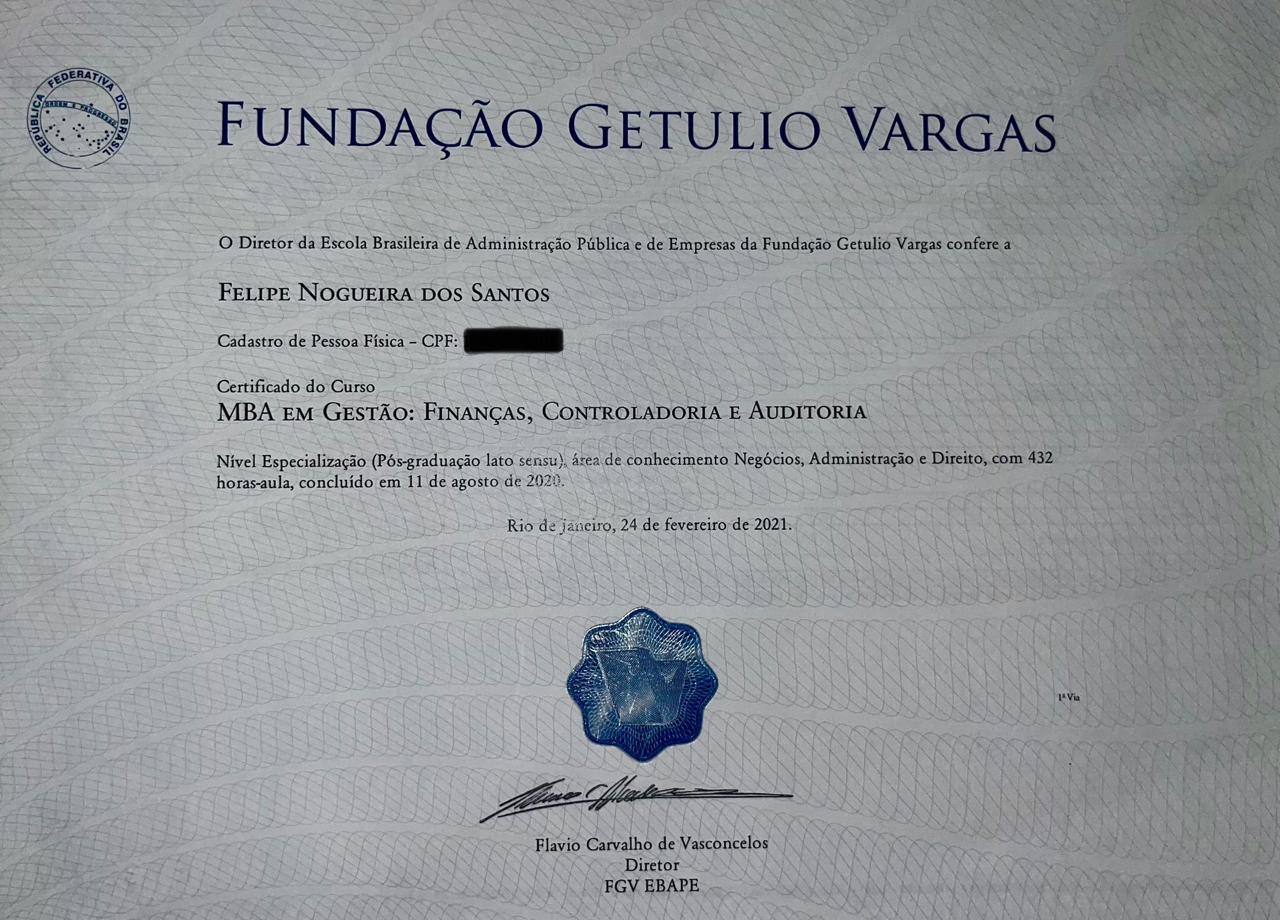 REPÚBLICA FEDERATIVA DO BRASIL
ORDEM E PROGRESSO
FUNDAÇÃO GETULIO VARGAS
O Diretor da Escola Brasileira de Administração Pública e de Empresas da Fundação Getulio Vargas confere a
FELIPE NOGUEIRA DOS SANTOS
Cadastro de Pessoa Física – CPF:
Certificado do Curso
MBA EM GESTÃO: FINANÇAS, CONTROLADORIA E AUDITORIA
Nível Especialização (Pós-graduação lato sensu), área de conhecimento Negócios, Administração e Direito, com 432
horas-aula, concluído em 11 de agosto de 2020.
Rio de janeiro, 24 de fevereiro de 2021.
1ª Via
Flavio Carvalho de Vasconcelos
Diretor
FGV EBAPE